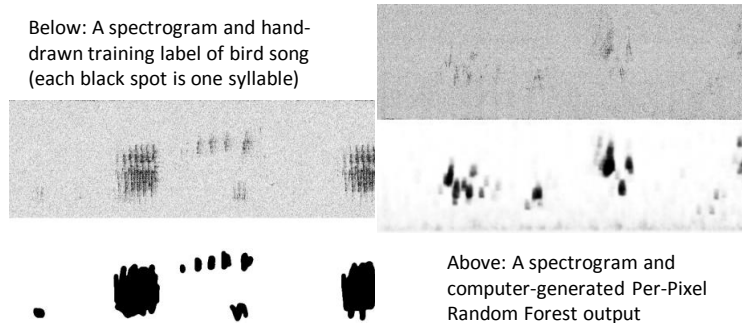 Below: A spectrogram and hand-
drawn training label of bird song
(each black spot is one syllable)
Above: A spectrogram and
computer-generated Per-Pixel
Random Forest output